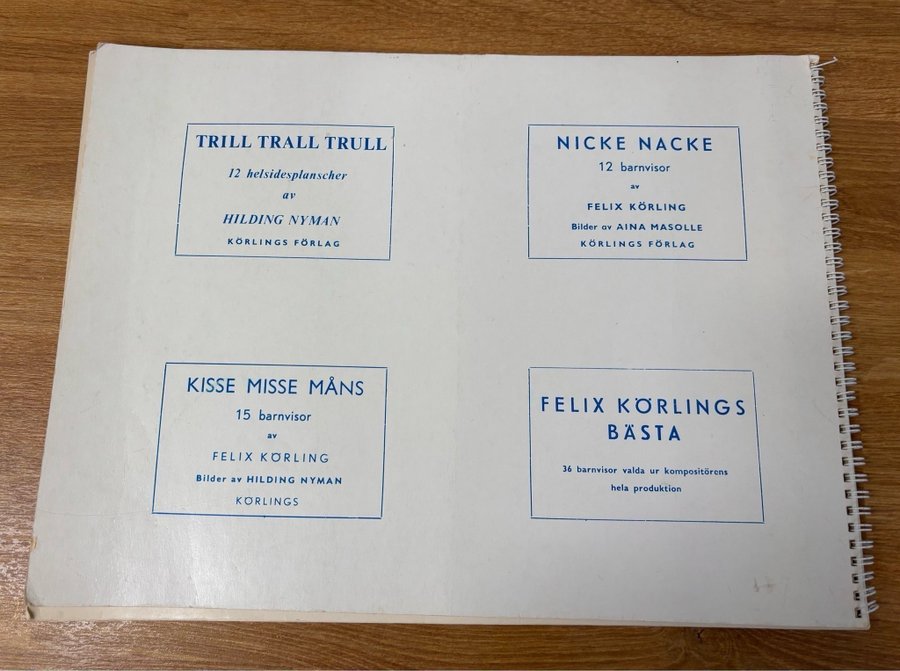 TRILL TRALL TRULL
12 helsidesplanscher
av
HILDING NYMAN
KÖRLINGS FÖRLAG
NICKE NACKE
12 barnvisor
av
FELIX KÖRLING
Bilder av AINA MASOLLE
KÖRLINGS FÖRLAG
KISSE MISSE MÅNS
15 barnvisor
av
FELIX KÖRLING
Bilder av HILDING NYMAN
KÖRLINGS
FELIX KÖRLINGS
BÄSTA
36 barnvisor valda ur kompositörens
hela produktion